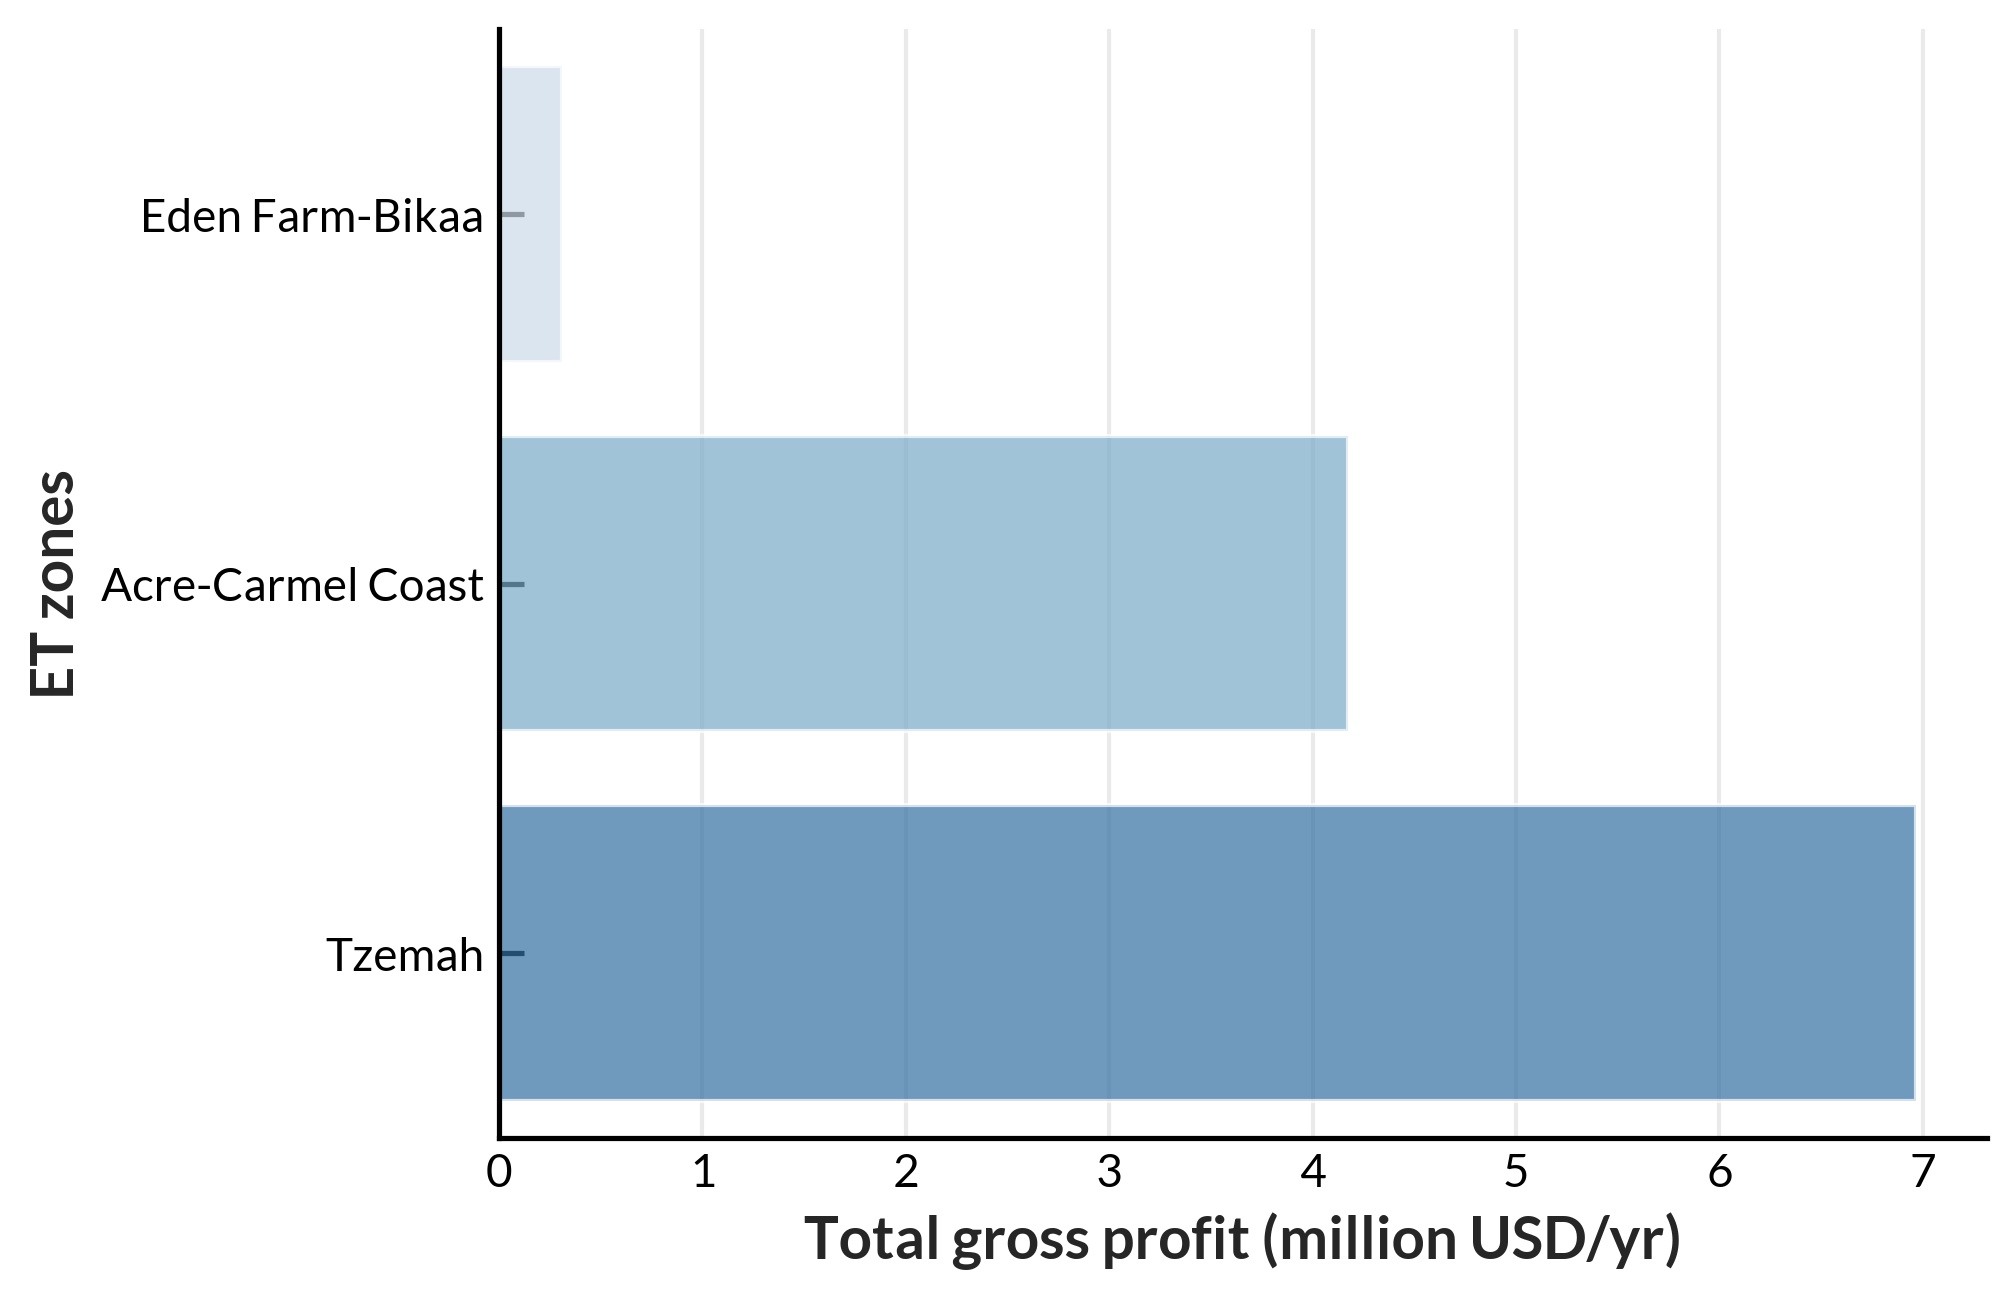 Eden Farm-Bikaa
Acre-Carmel Coast
Tzemah
ET zones
0 1 2 3 4 5 6 7
Total gross profit (million USD/yr)